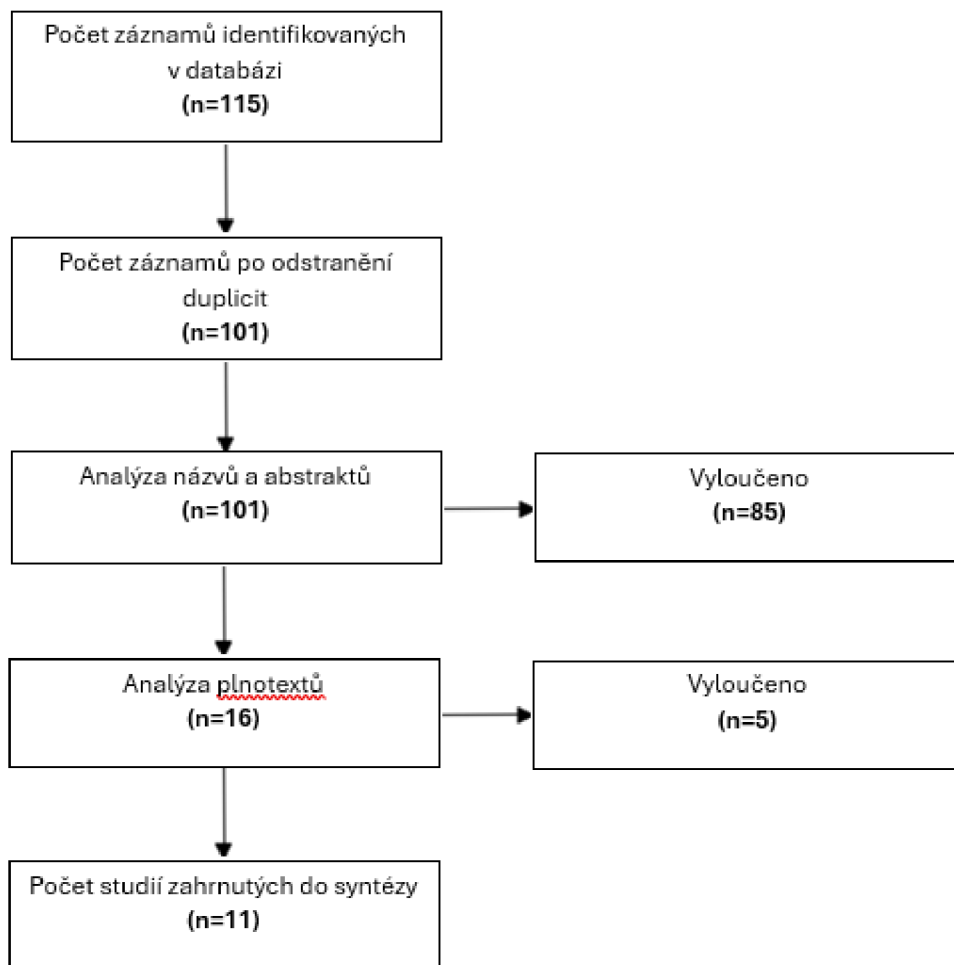 Počet záznamů identifikovaných
v databázi
(n=115)
Počet záznamů po odstranění
duplicit
(n=101)
Analýza názvů a abstraktů
(n=101)
Vyloučeno
(n=85)
Analýza plnotextů
(n=16)
Vyloučeno
(n=5)
Počet studií zahrnutých do syntézy
(n=11)